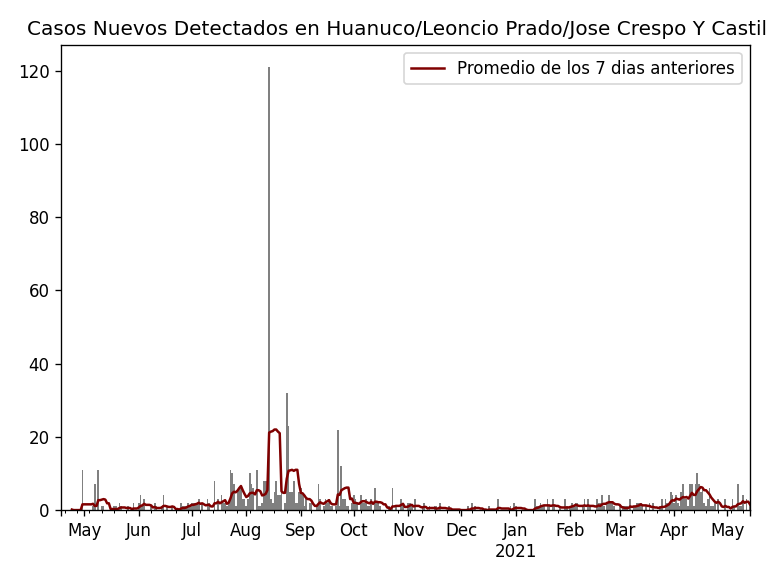 Casos Nuevos Detectados en Huanuco/Leoncio Prado/Jose Crespo Y Castil
Promedio de los 7 dias anteriores
120
100
80
60
40
20
0
May Jun Jul Aug Sep Oct Nov Dec Jan Feb Mar Apr May
2021